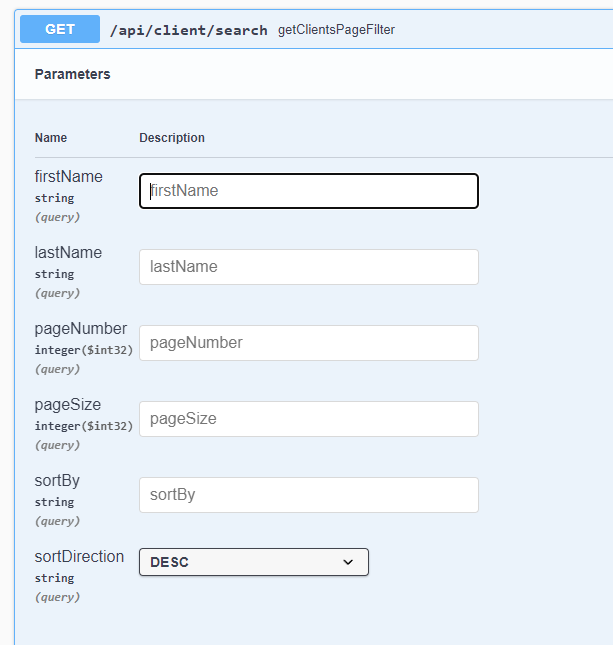 GET /api/client/search getClientsPageFilter
Parameters
Name Description
firstName
string
(query)
firstName
lastName
string
(query)
lastName
pageNumber
integer($int32)
(query)
pageNumber
pageSize
integer($int32)
(query)
pageSize
sortBy
string
(query)
sortBy
sortDirection
string
(query)
DESC